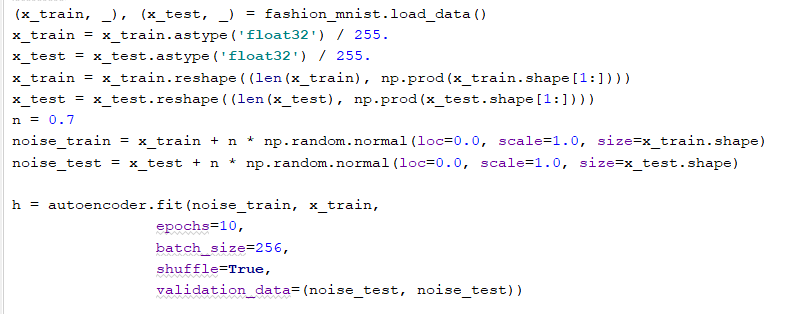 (x_train, _), (x_test, _) = fashion_mnist.load_data()
x_train = x_train.astype('float32') / 255.
x_test = x_test.astype('float32') / 255.
x_train = x_train.reshape((len(x_train), np.prod(x_train.shape[1:])))
x_test = x_test.reshape((len(x_test), np.prod(x_test.shape[1:])))
n = 0.7
noise_train = x_train + n * np.random.normal(loc=0.0, scale=1.0, size=x_train.shape)
noise_test = x_test + n * np.random.normal(loc=0.0, scale=1.0, size=x_test.shape)
h = autoencoder.fit(noise_train, x_train,
epochs=10,
batch_size=256,
shuffle=True,
validation_data=(noise_test, noise_test))